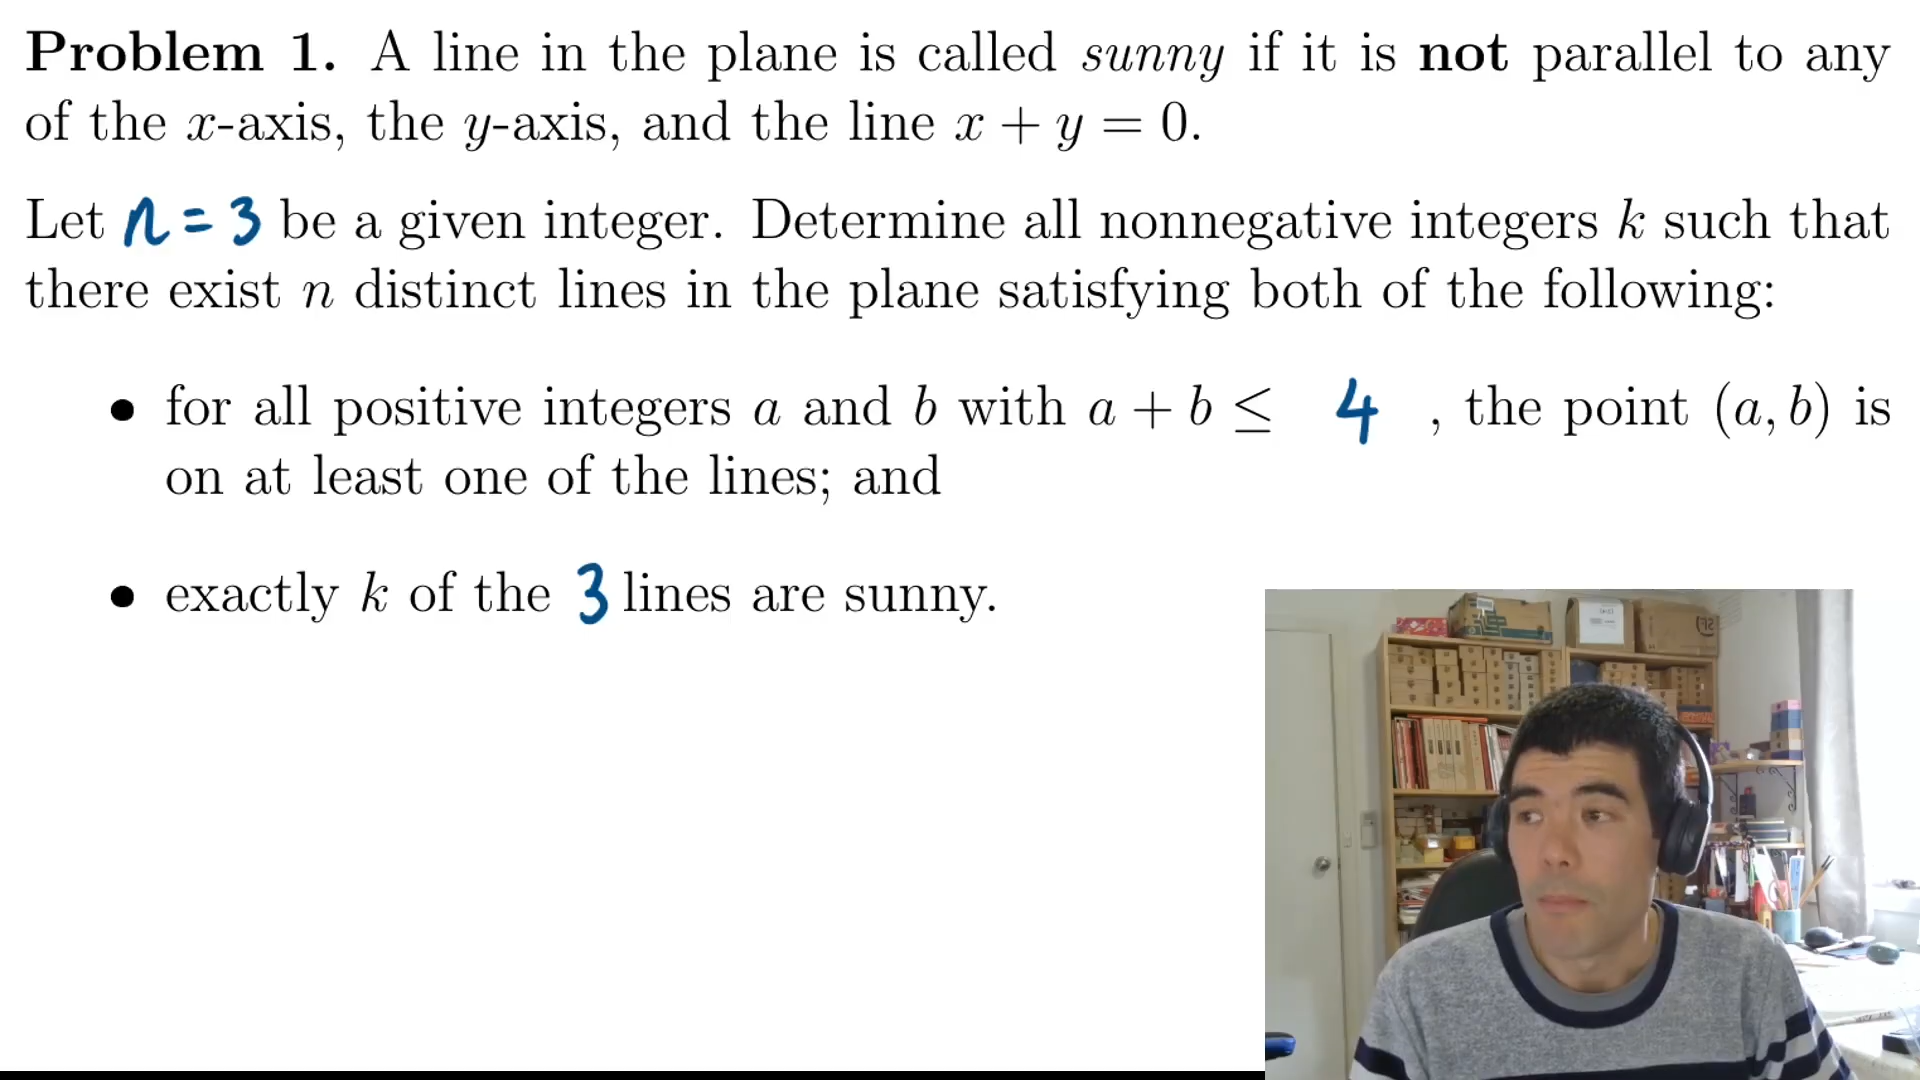 Problem 1. A line in the plane is called sunny if it is not parallel to any
of the x-axis, the y-axis, and the line x + y = 0.
Let n = 3 be a given integer. Determine all nonnegative integers k such that
there exist n distinct lines in the plane satisfying both of the following:
• for all positive integers a and b with a + b ≤ 4 , the point (a, b) is
on at least one of the lines; and
• exactly k of the 3 lines are sunny.